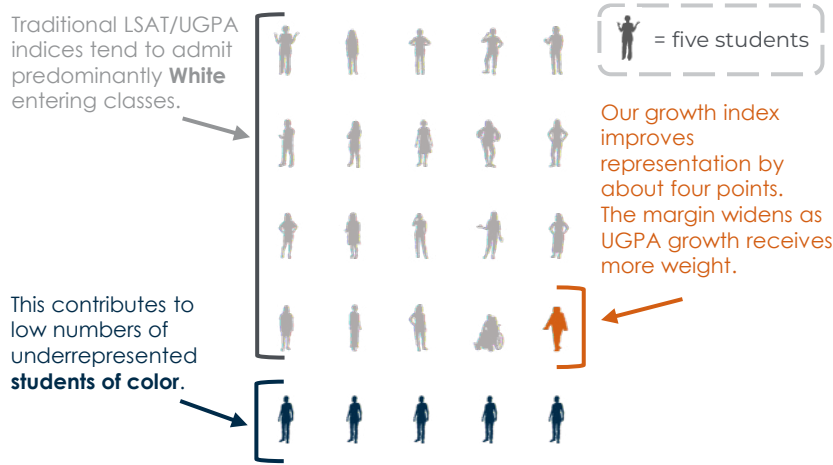 Traditional LSAT/UGPA
indices tend to admit
predominantly White
entering classes.
= five students
Our growth index
improves
representation by
about four points.
The margin widens as
UGPA growth receives
more weight.
This contributes to
low numbers of
underrepresented
students of color.